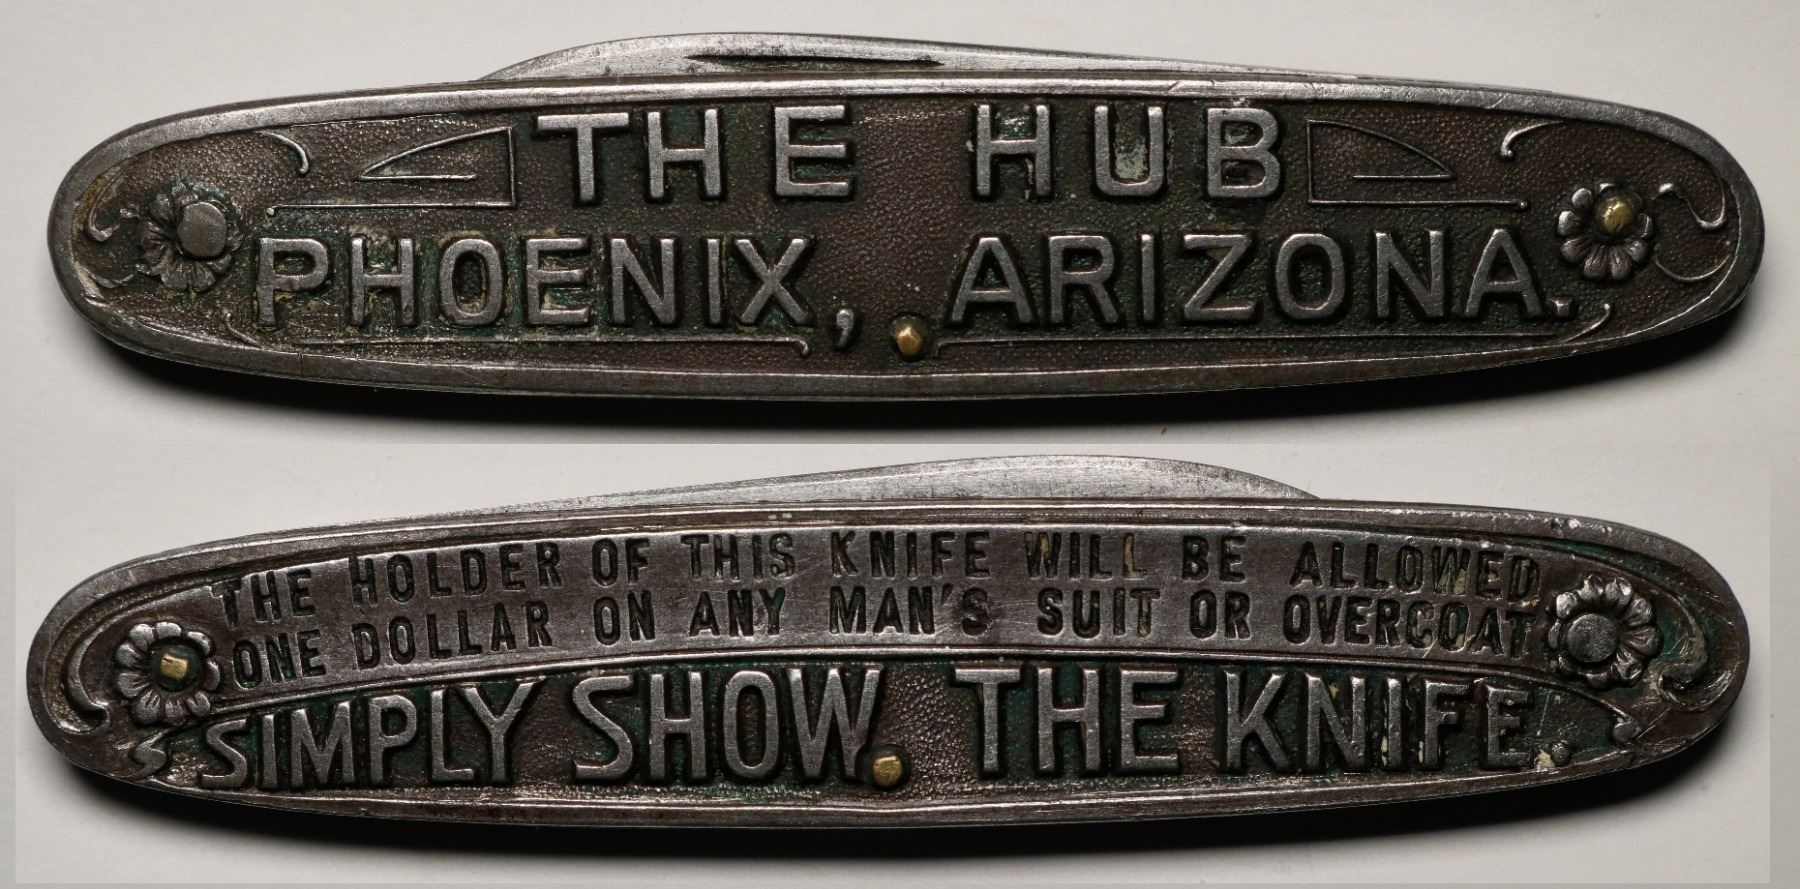 THE HUB
PHOENIX, ARIZONA.
THE HOLDER OF THIS KNIFE WILL BE ALLOWED
ONE DOLLAR ON ANY MAN'S SUIT OR OVERCOAT
SIMPLY SHOW THE KNIFE.